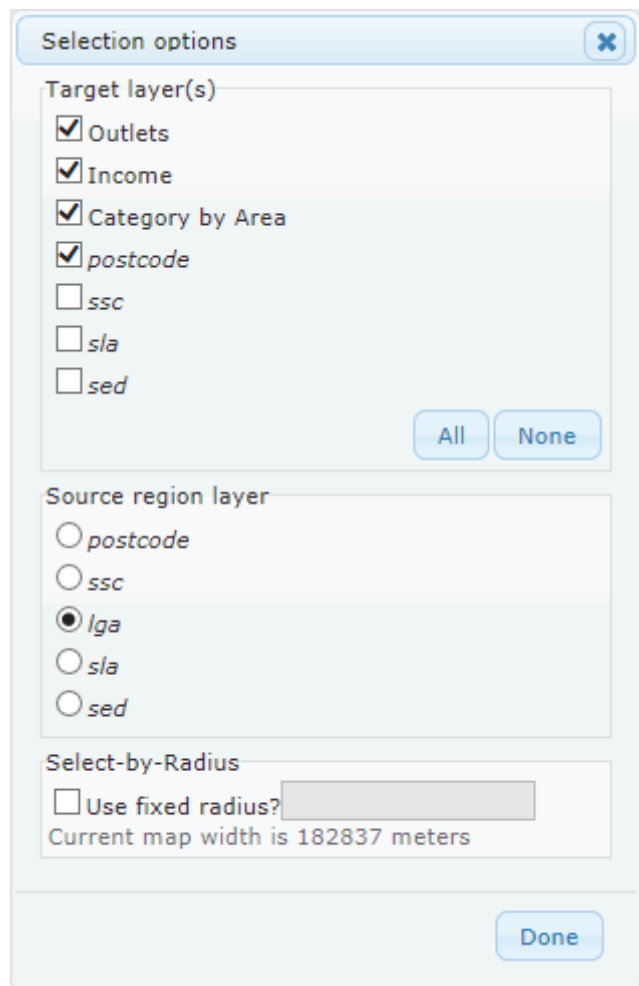 Selection options
Target layer(s)
Outlets
Income
Category by Area
postcode
ssc
sla
sed
All None
Source region layer
postcode
ssc
lga
sla
sed
Select-by-Radius
Use fixed radius?
Current map width is 182837 meters
Done